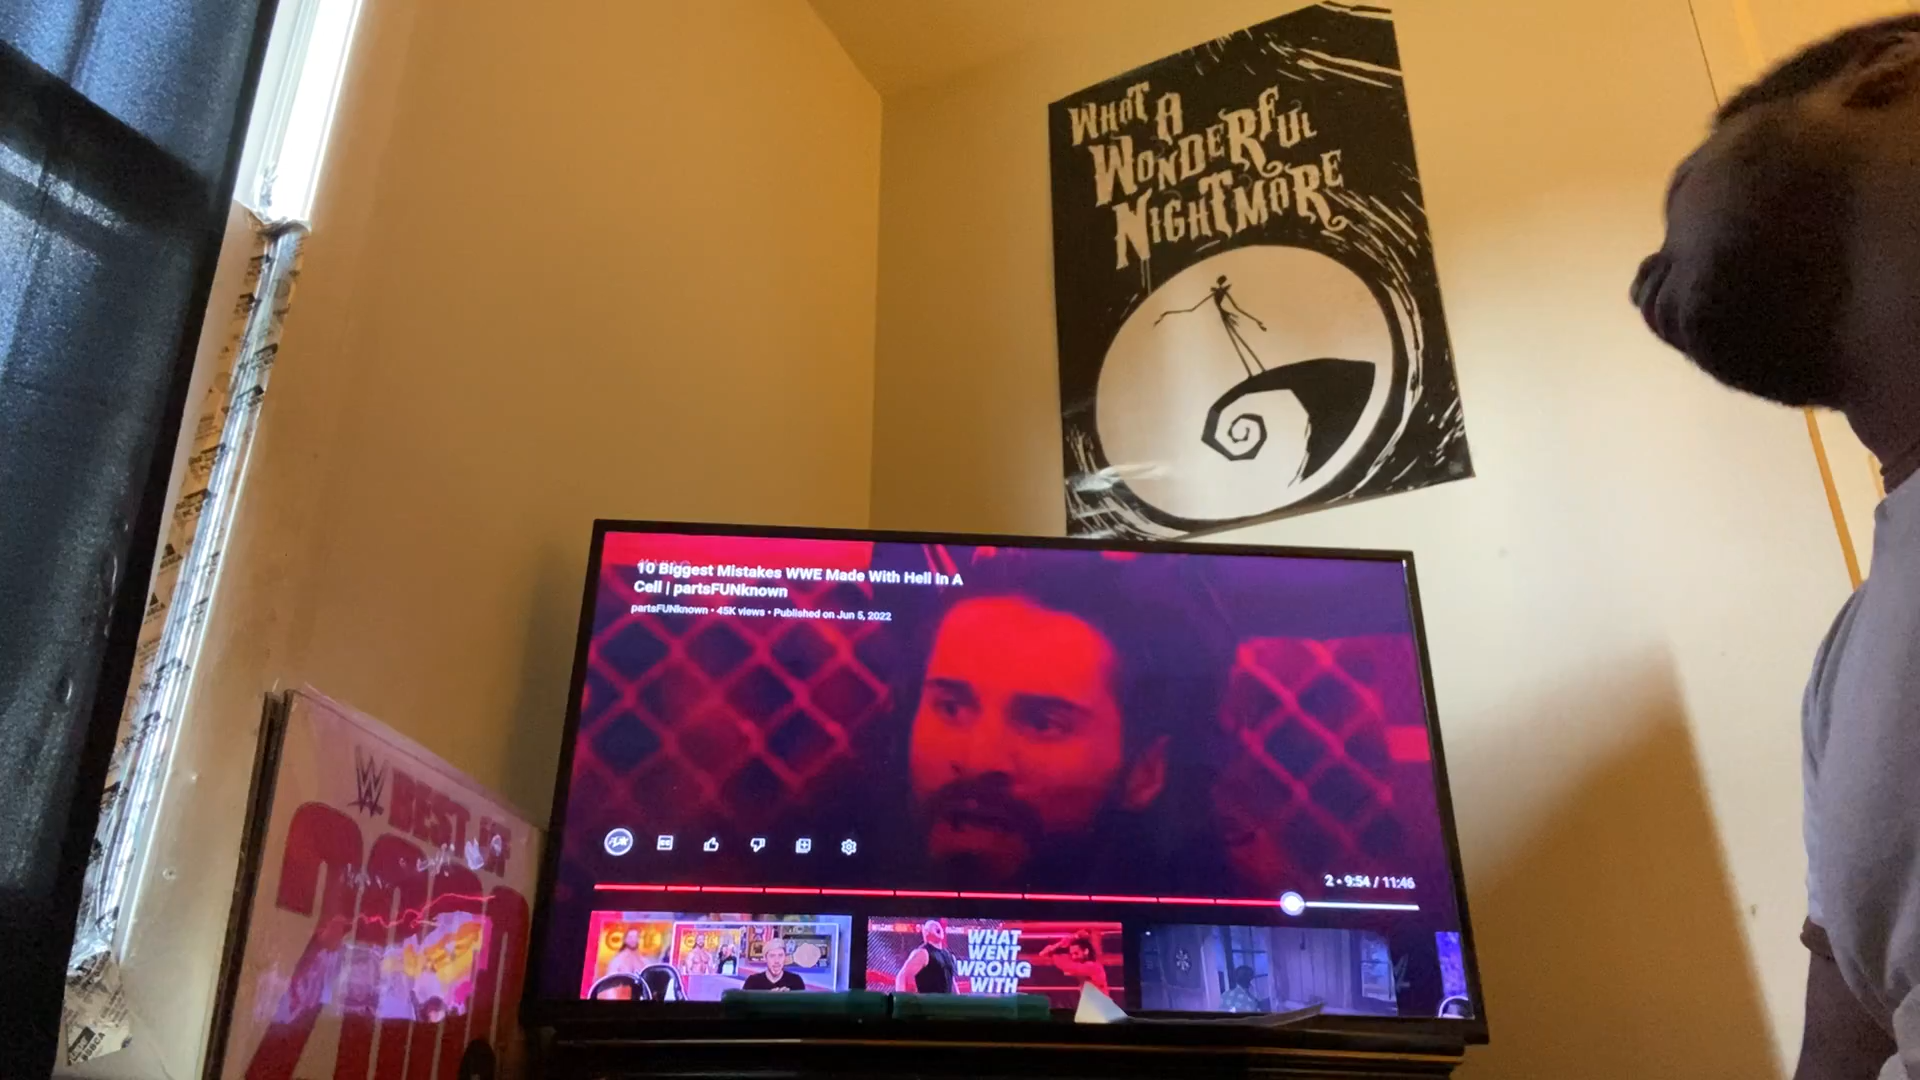 WHAT A
WONDERFUL
NIGHTMARE
10 Biggest Mistakes WWE Made With Hell In A
Cell | partsFUNknown
partsFUNknown • 45K views • Published on Jun 5, 2022
2 • 9:54 / 11:46
WHAT
WENT
WRONG
WITH
W
BEST OF